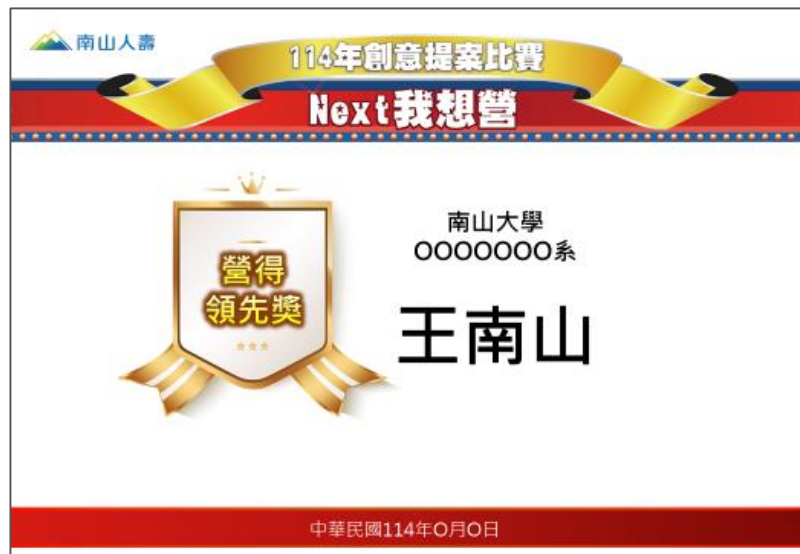 南山人壽
114年創意提案比賽
Next我想營
南山大學
OOOOOOO系
營得
領先獎
王南山
中華民國114年O月O日